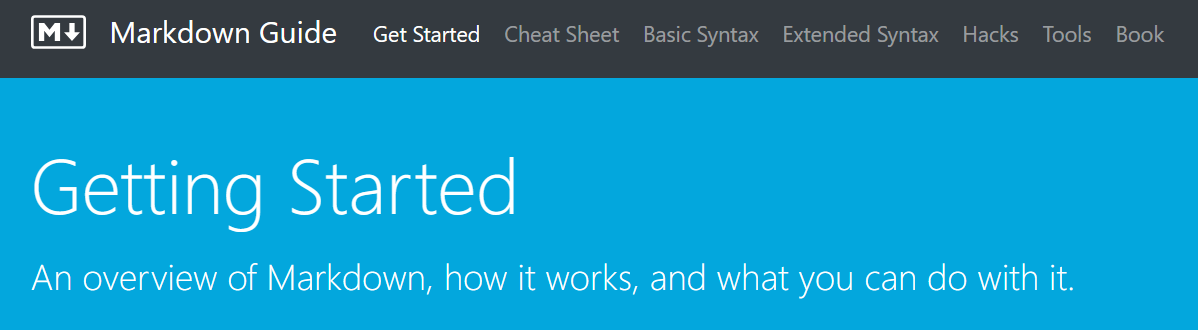 M Markdown Guide Get Started Cheat Sheet Basic Syntax Extended Syntax Hacks Tools Book
Getting Started
An overview of Markdown, how it works, and what you can do with it.